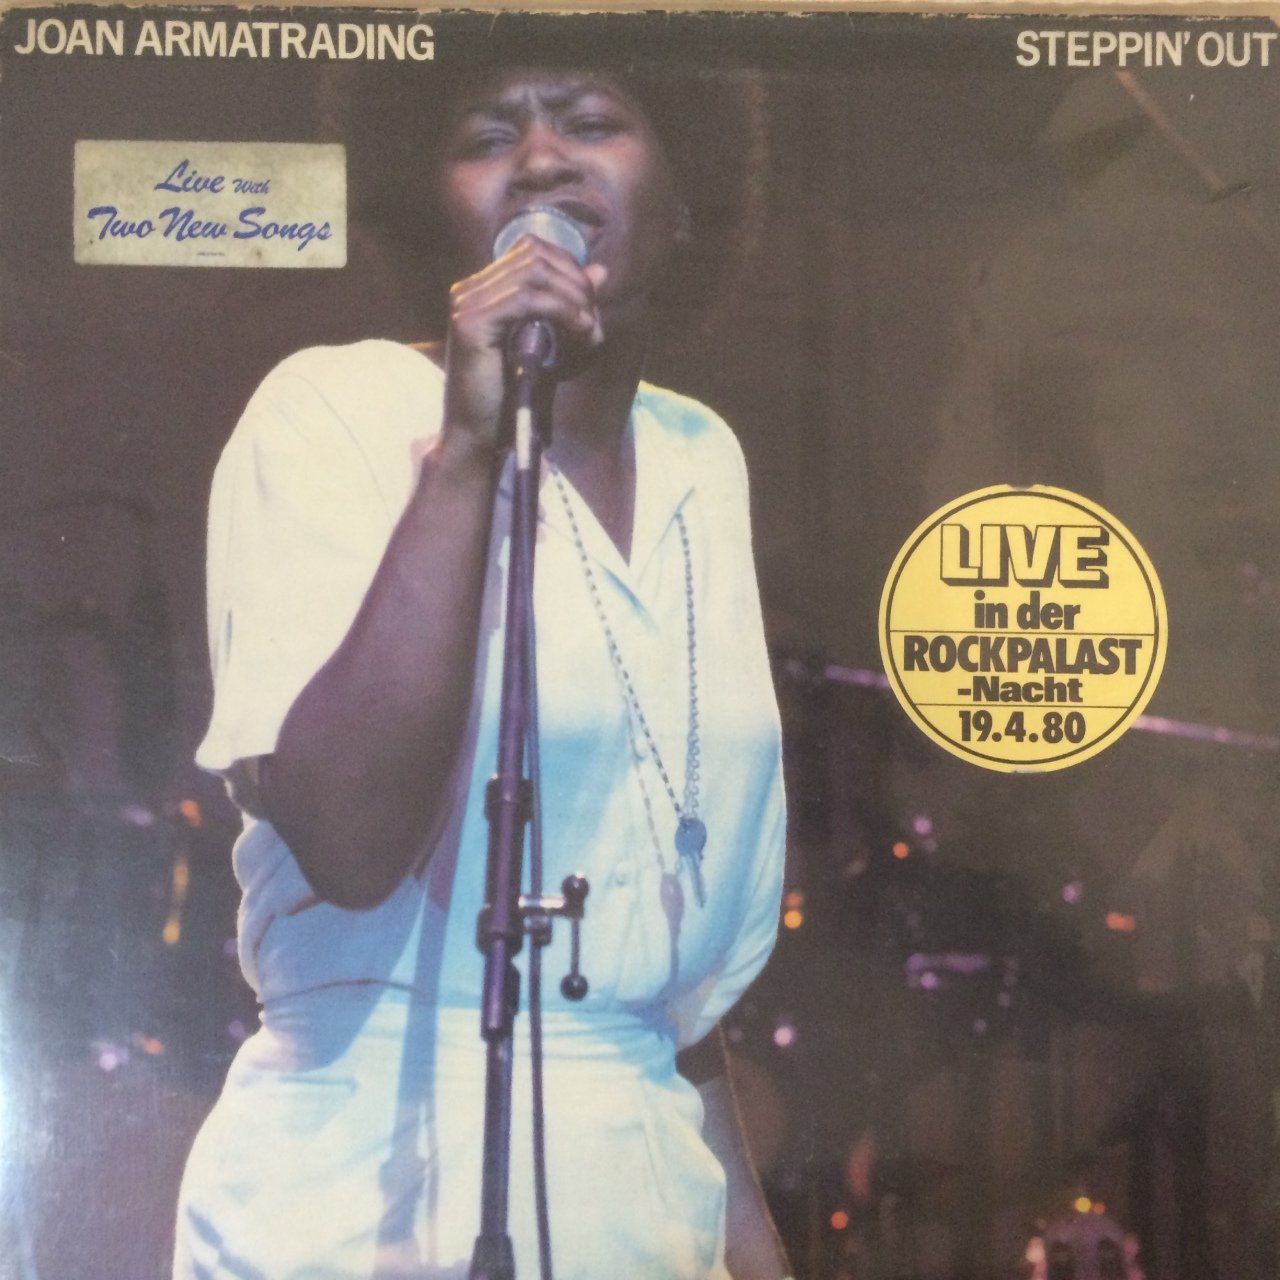 JOAN ARMATRADING
STEPPIN' OUT
Live With
Two New Songs
LIVE
in der
ROCKPALAST
-Nacht
19.4.80